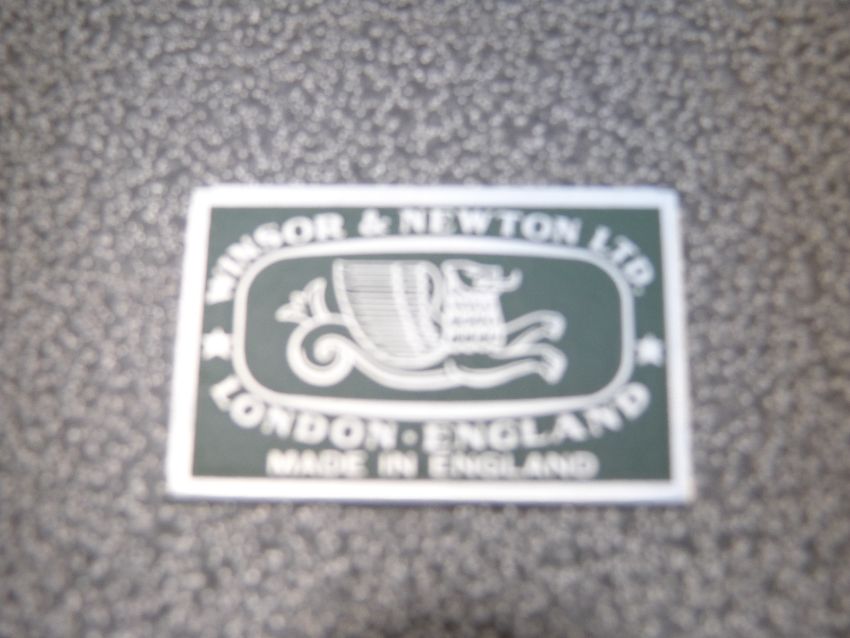 WINSOR & NEWTON LTD.
LONDON · ENGLAND
MADE IN ENGLAND